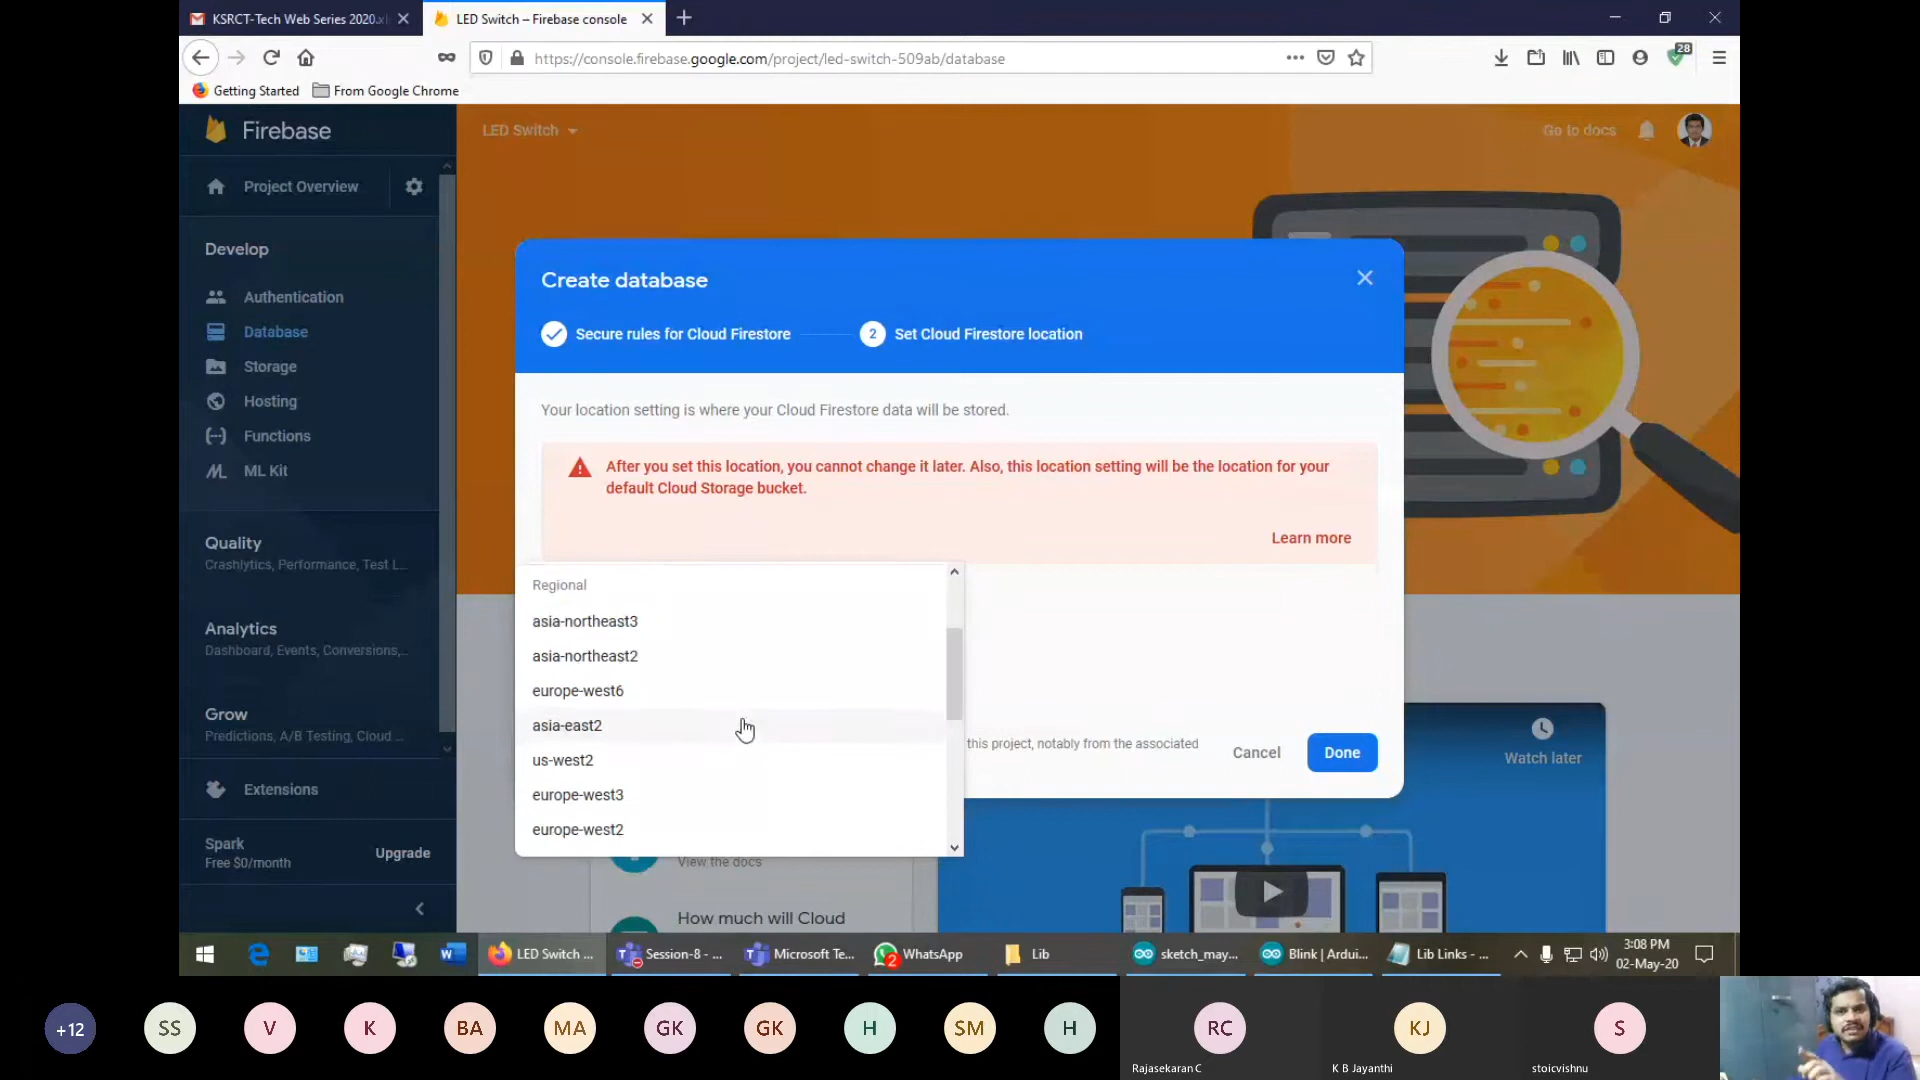 KSRCT-Tech Web Series 2020.xl
LED Switch – Firebase console
https://console.firebase.google.com/project/led-switch-509ab/database
28
Getting Started
From Google Chrome
Firebase
LED Switch
Go to docs
Project Overview
Develop
Authentication
Database
Storage
Hosting
Functions
ML Kit
Quality
Crashlytics, Performance, Test L...
Analytics
Dashboard, Events, Conversions,...
Grow
Predictions, A/B Testing, Cloud ...
Extensions
Spark
Free $0/month
Upgrade
Create database
Secure rules for Cloud Firestore
2
Set Cloud Firestore location
Your location setting is where your Cloud Firestore data will be stored.
After you set this location, you cannot change it later. Also, this location setting will be the location for your
default Cloud Storage bucket.
Learn more
Regional
asia-northeast3
asia-northeast2
europe-west6
asia-east2
us-west2
europe-west3
europe-west2
this project, notably from the associated
Cancel
Done
Watch later
View the docs
How much will Cloud
LED Switch ...
Session-8 - ...
Microsoft Te...
2
WhatsApp
Lib
sketch_may...
Blink | Ardui...
Lib Links - ...
3:08 PM
02-May-20
+12
SS
V
K
BA
MA
GK
GK
H
SM
H
RC
Rajasekaran C
KJ
K B Jayanthi
S
stoicvishnu